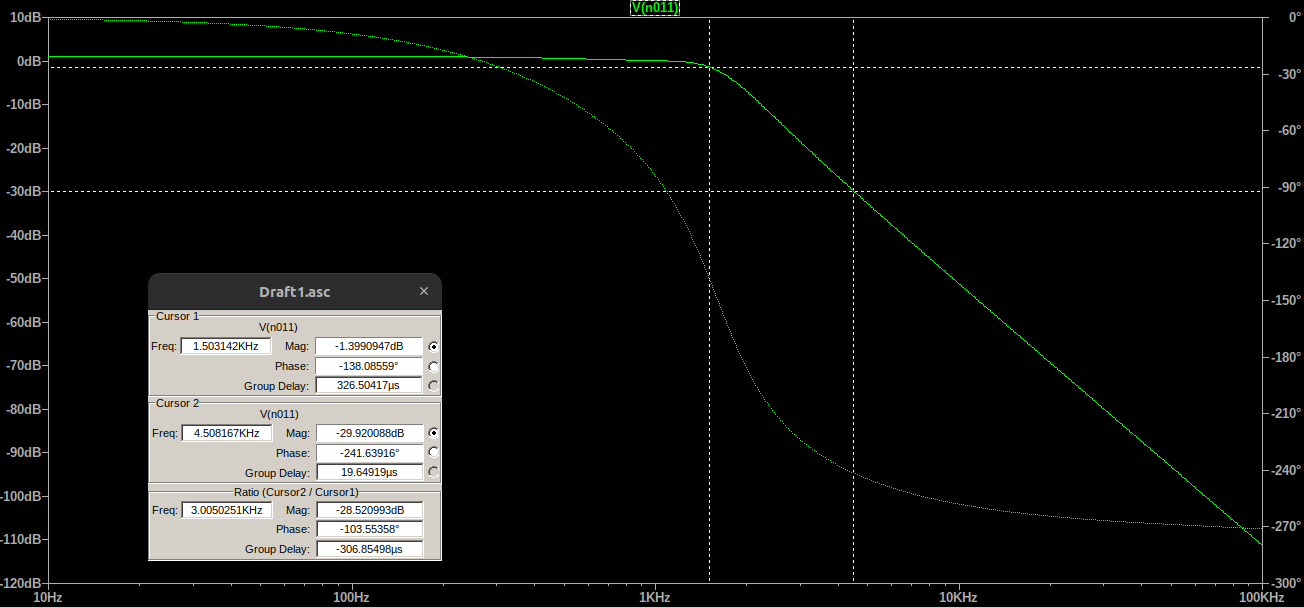 V(n011)
10dB
0dB
-10dB
-20dB
-30dB
-40dB
-50dB
-60dB
-70dB
-80dB
-90dB
-100dB
-110dB
-120dB
0°
-30°
-60°
-90°
-120°
-150°
-180°
-210°
-240°
-270°
-300°
10Hz 100Hz 1KHz 10KHz 100KHz
Draft1.asc ×
Cursor 1
V(n011)
Freq: 1.503142KHz Mag: -1.3990947dB
Phase: -138.08559°
Group Delay: 326.50417µs
Cursor 2
V(n011)
Freq: 4.508167KHz Mag: -29.920088dB
Phase: -241.63916°
Group Delay: 19.64919µs
Ratio (Cursor2 / Cursor1)
Freq: 3.0050251KHz Mag: -28.520993dB
Phase: -103.55358°
Group Delay: -306.85498µs